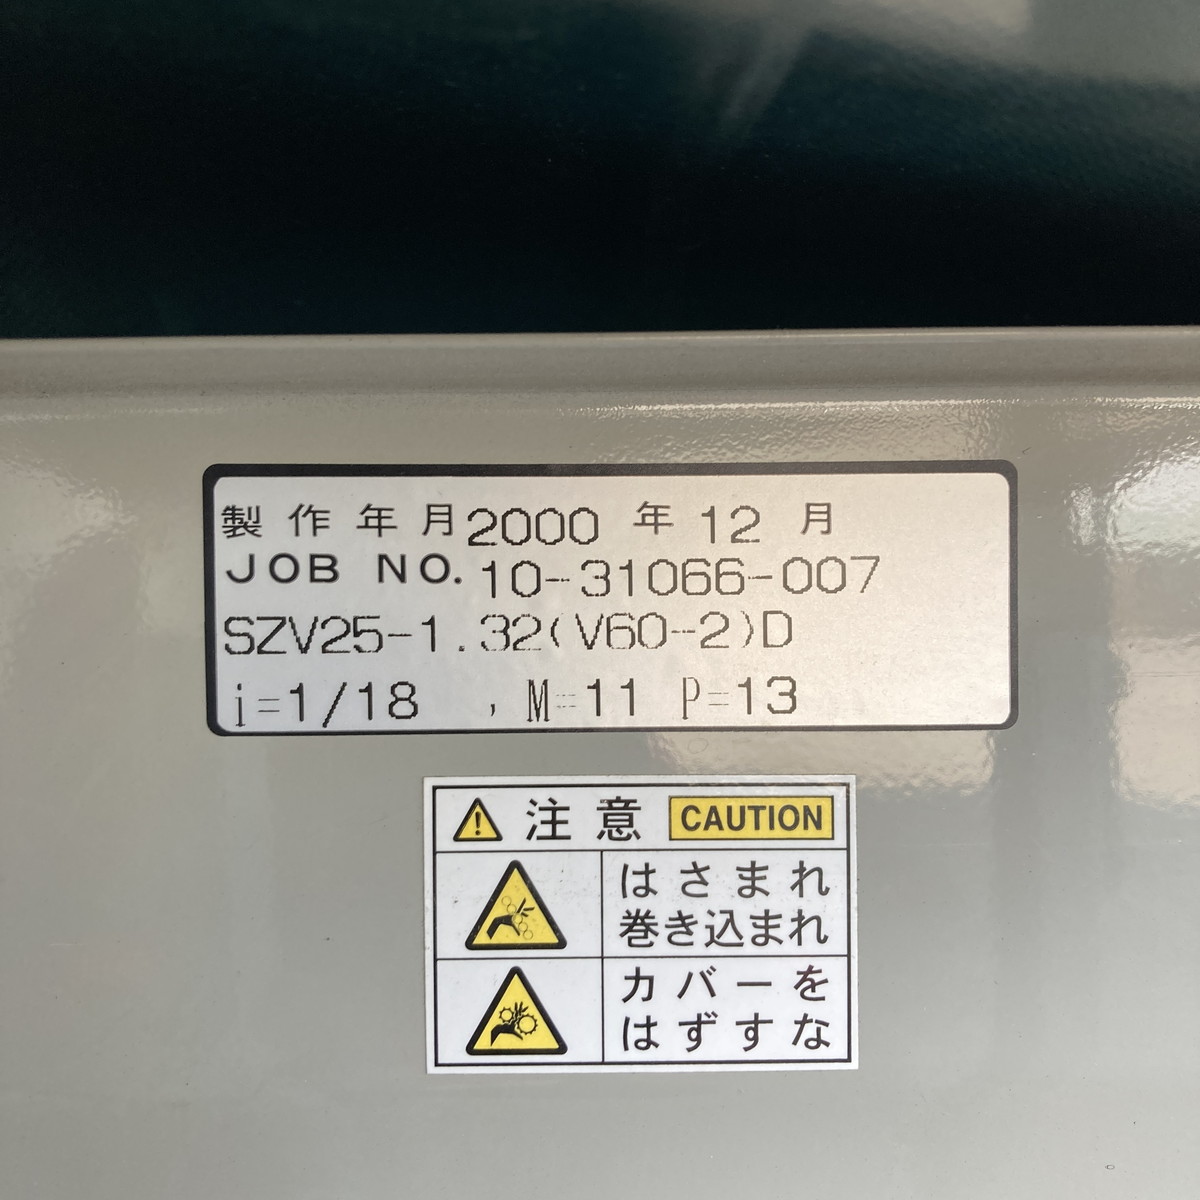 製作年月2000 年 12 月
JOB NO. 10-31066-007
SZV25-1.32(V60-2)D
i=1/18 , M=11 P=13
注意 CAUTION
はさまれ
巻き込まれ
カバーを
はずすな